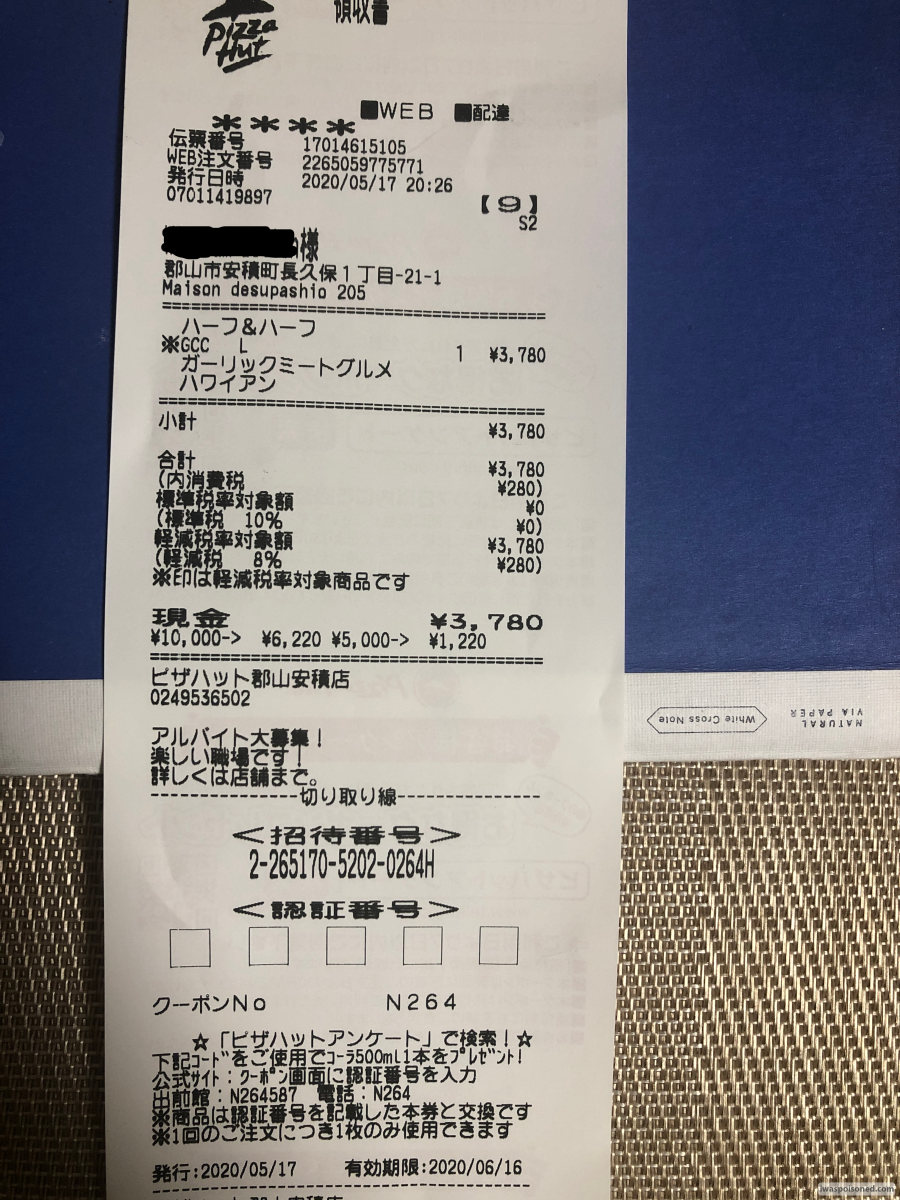 Pizza
Hut
領収書
■WEB ■配達
＊＊＊＊
伝票番号 17014615105
WEB注文番号 2265059775771
発行日時 2020/05/17 20:26
07011419897
【9】
S2
様
郡山市安積町長久保1丁目-21-1
Maison desupashio 205
ハーフ&ハーフ
※GCC L 1 ¥3,780
ガーリックミートグルメ
ハワイアン
小計 ¥3,780
合計 ¥3,780
(内消費税 ¥280)
標準税率対象額 ¥0
(標準税 10% ¥0)
軽減税率対象額 ¥3,780
(軽減税 8% ¥280)
※印は軽減税率対象商品です
現金 ¥3,780
¥10,000-> ¥6,220 ¥5,000-> ¥1,220
ピザハット郡山安積店
0249536502
アルバイト大募集!
楽しい職場です!
詳しくは店舗まで。
切り取り線
<招待番号>
2-265170-5202-0264H
<認証番号>
クーポンNo N264
☆「ピザハットアンケート」で検索!☆
下記コードをご使用でコーラ500ml1本をプレゼント!
公式サイト:クーポン画面に認証番号を入力
出前館:N264587 電話:N264
※商品は認証番号を記載した本券と交換です
※1回のご注文につき1枚のみ使用できます
発行:2020/05/17 有効期限:2020/06/16
White Cross Note
NATURAL
VIA PAPER
iwaspoisoned.com